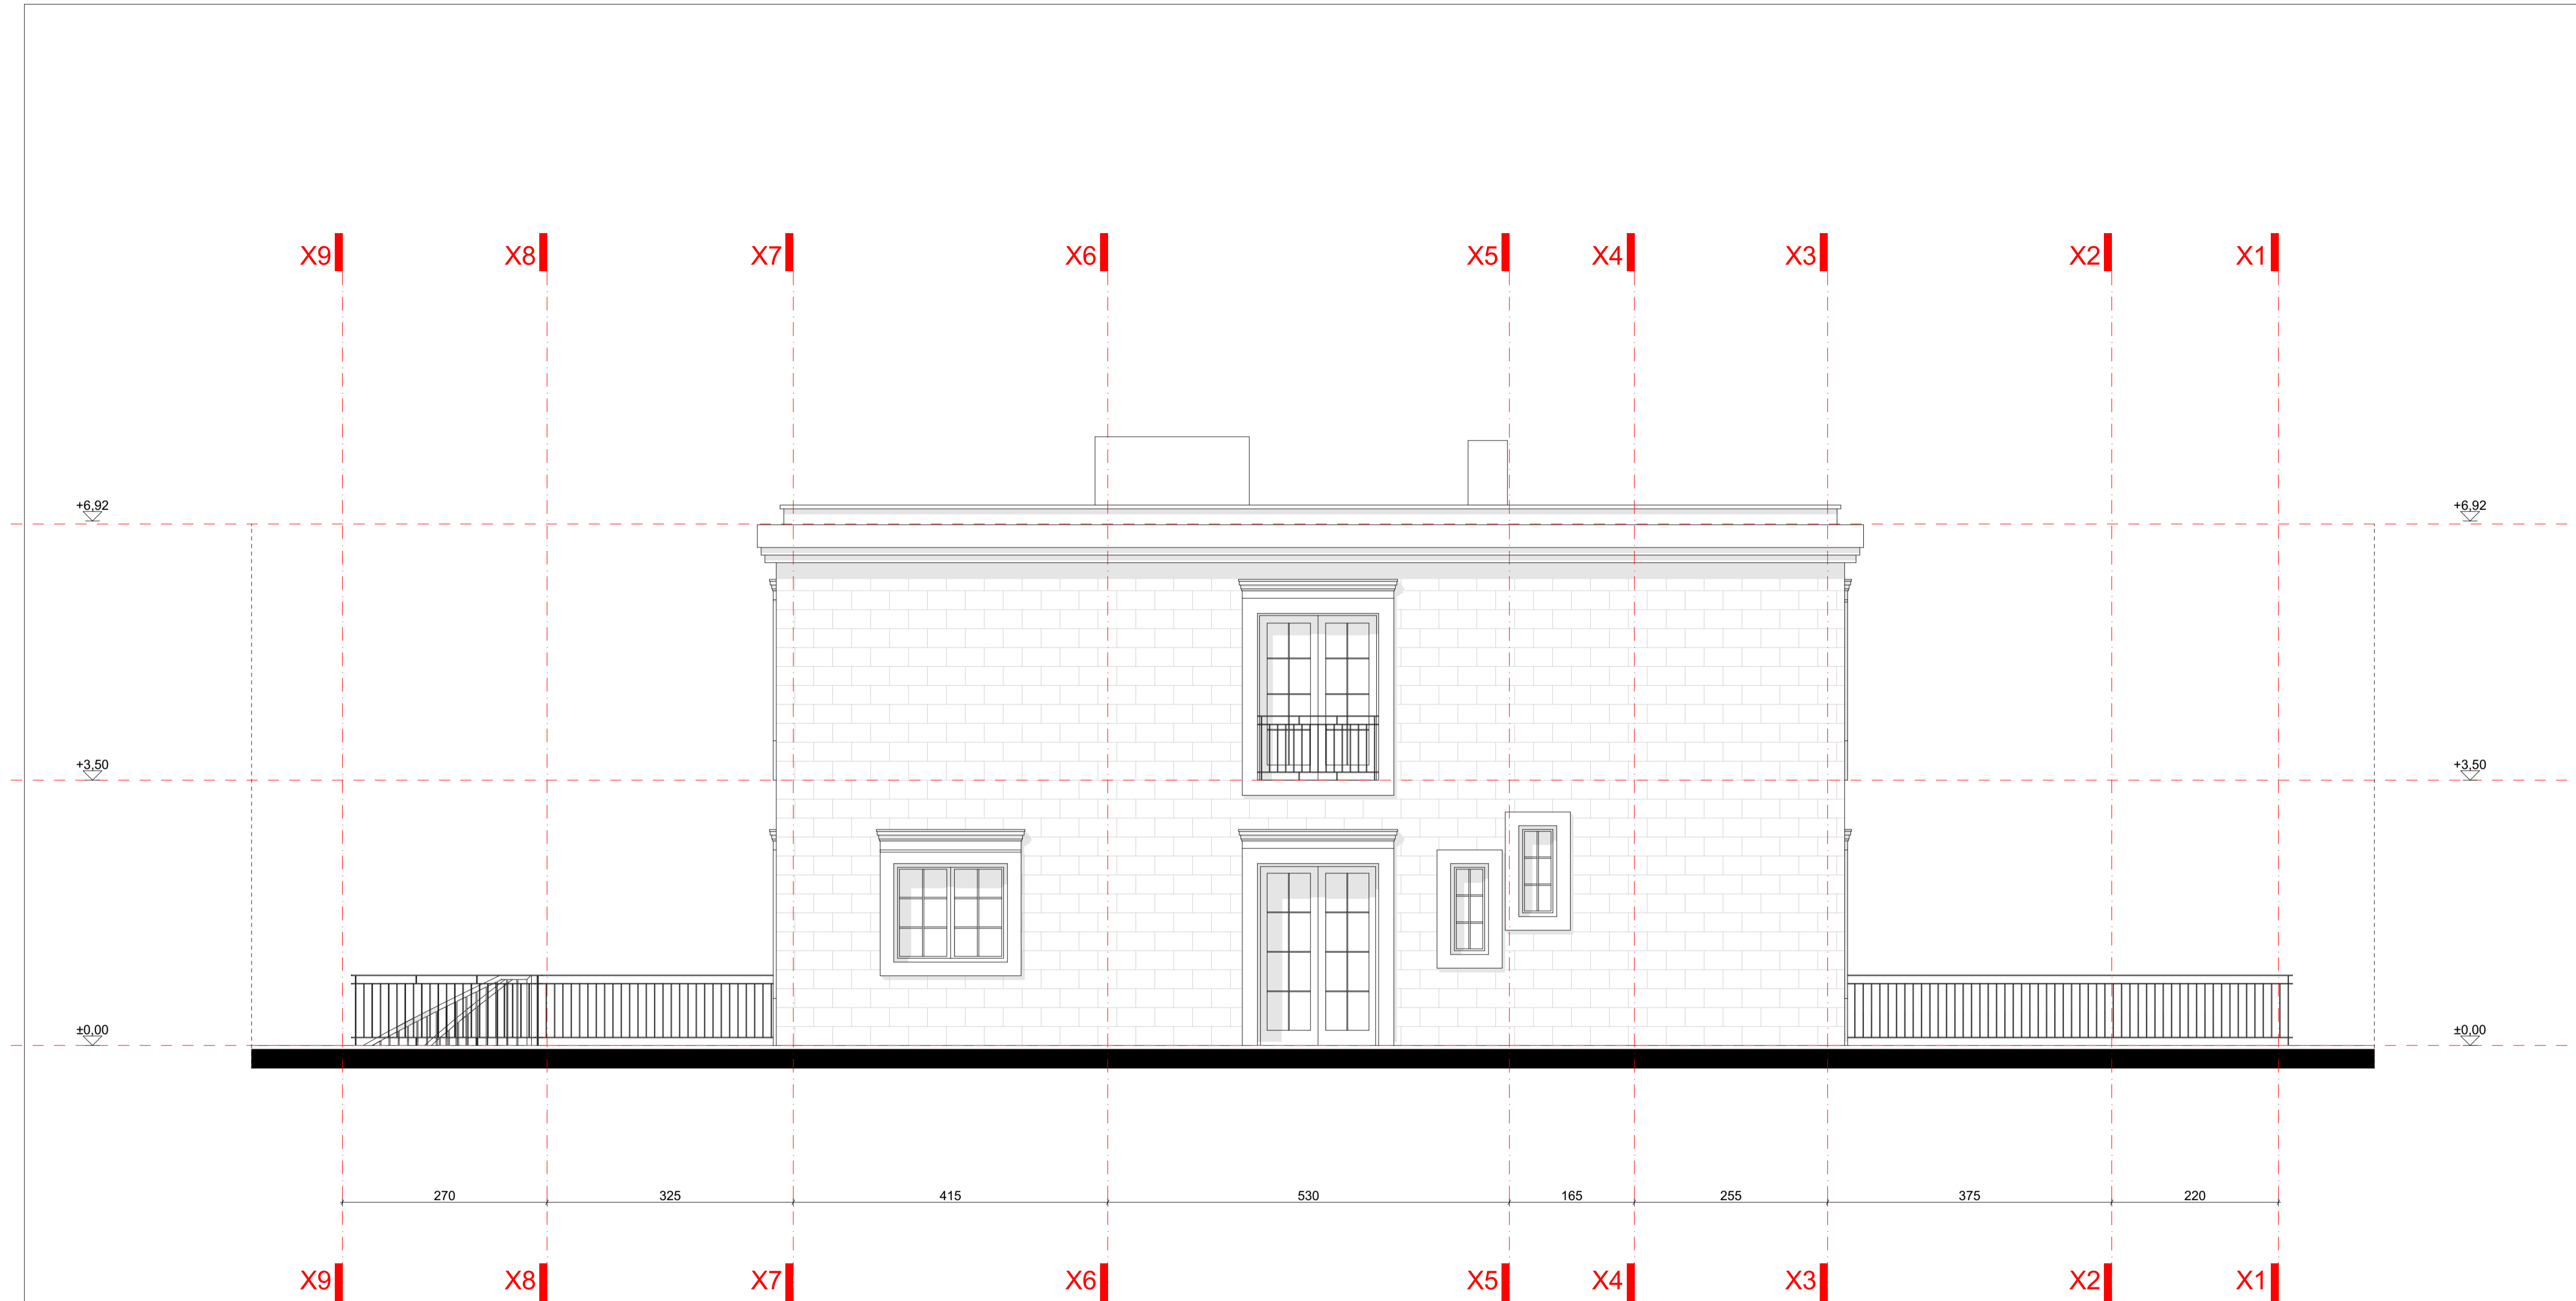 X9 X8 X7 X6 X5 X4 X3 X2 X1
+6,92 +6,92
+3,50 +3,50
±0,00 ±0,00
270 325 415 530 165 255 375 220
X9 X8 X7 X6 X5 X4 X3 X2 X1